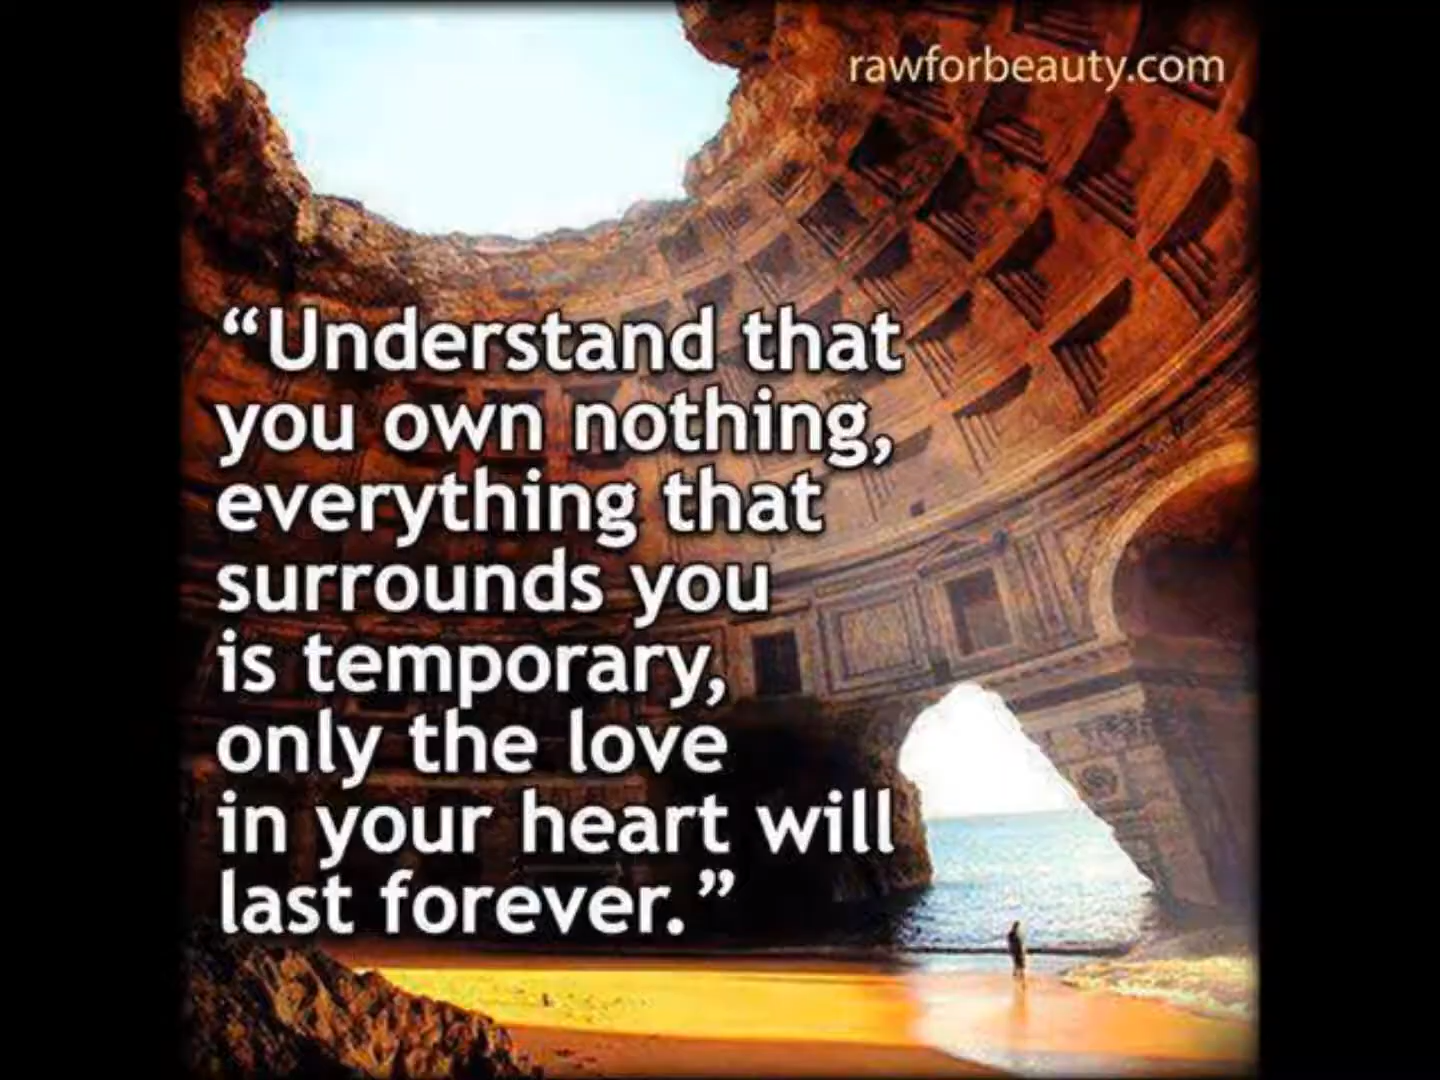 rawforbeauty.com
“Understand that
you own nothing,
everything that
surrounds you
is temporary,
only the love
in your heart will
last forever.”